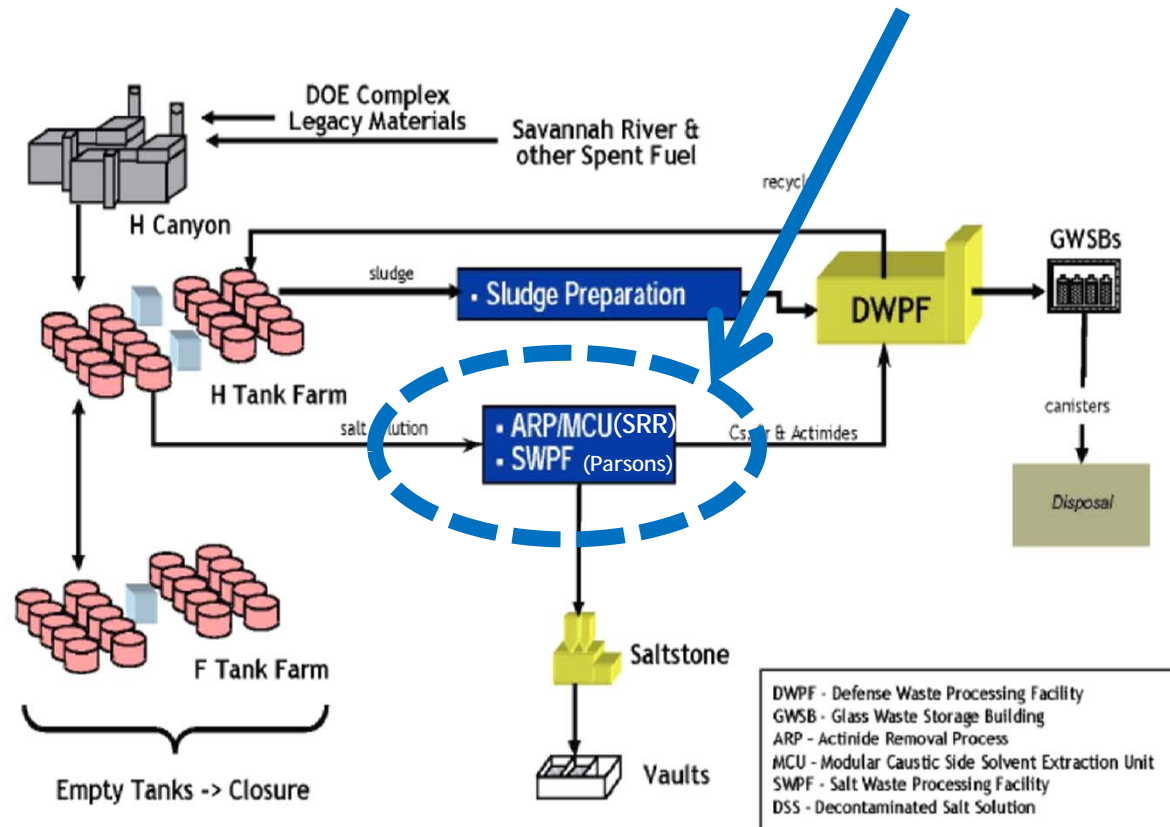 DOE Complex
Legacy Materials
Savannah River &
other Spent Fuel
H Canyon
recycle
GWSBs
sludge
▪ Sludge Preparation
DWPF
H Tank Farm
canisters
salt solution
▪ ARP/MCU(SRR)
▪ SWPF (Parsons)
& Actinides
Disposal
F Tank Farm
Saltstone
Empty Tanks -> Closure
Vaults
DWPF - Defense Waste Processing Facility
GWSB - Glass Waste Storage Building
ARP - Actinide Removal Process
MCU - Modular Caustic Side Solvent Extraction Unit
SWPF - Salt Waste Processing Facility
DSS - Decontaminated Salt Solution